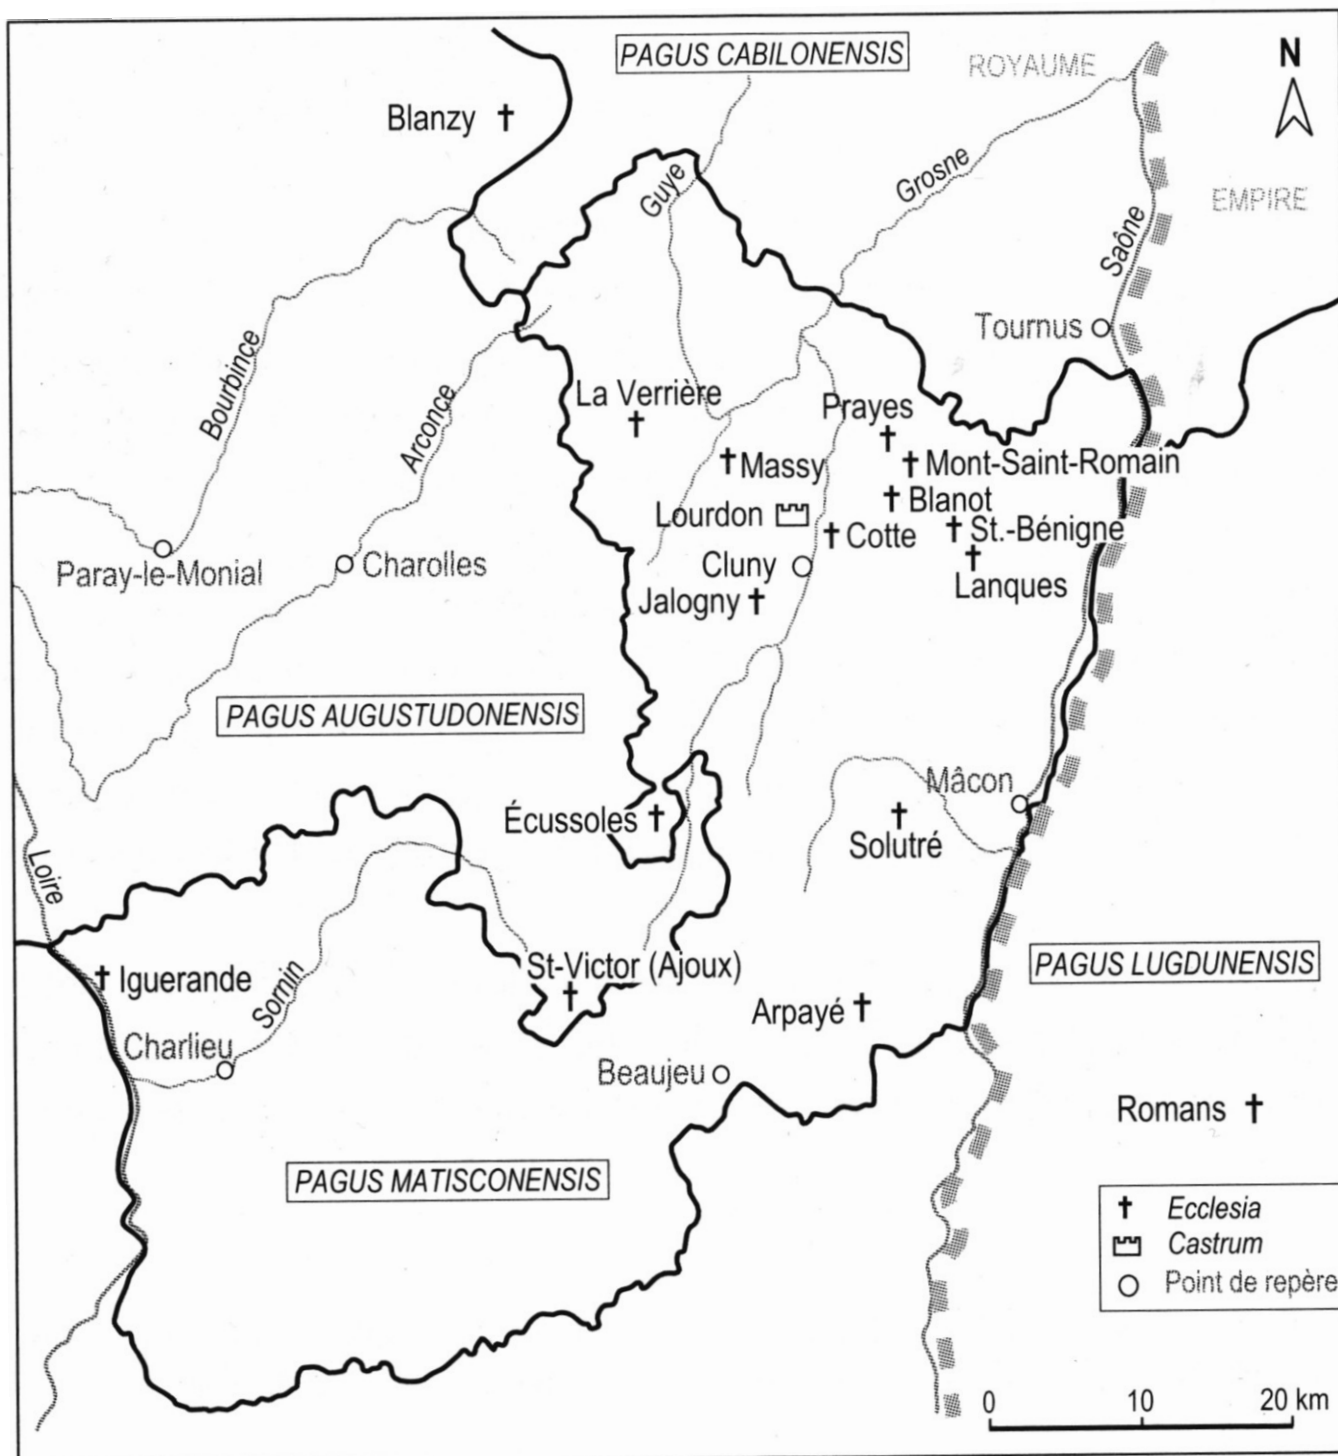 PAGUS CABILONENSIS
ROYAUME
N
Blanzy
Guye
Grosne
EMPIRE
Saône
Tournus
Bourbince
Arconce
La Verrière
Prayes
Massy
Mont-Saint-Romain
Blanot
Lourdon
St.-Bénigne
Cotte
Paray-le-Monial
Charolles
Cluny
Lanques
Jalogny
PAGUS AUGUSTUDONENSIS
Mâcon
Écussoles
Solutré
Loire
Sornin
St-Victor (Ajoux)
PAGUS LUGDUNENSIS
Iguerande
Arpayé
Charlieu
Beaujeu
Romans
PAGUS MATISCONENSIS
Ecclesia
Castrum
Point de repère
0 10 20 km